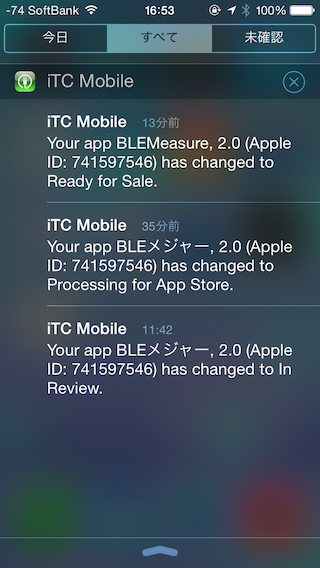 -74 SoftBank 16:53 100%
今日 すべて 未確認
iTC Mobile
iTC Mobile 13分前
Your app BLEMeasure, 2.0 (Apple
ID: 741597546) has changed to
Ready for Sale.
iTC Mobile 35分前
Your app BLEメジャー, 2.0 (Apple
ID: 741597546) has changed to
Processing for App Store.
iTC Mobile 11:42
Your app BLEメジャー, 2.0 (Apple
ID: 741597546) has changed to In
Review.